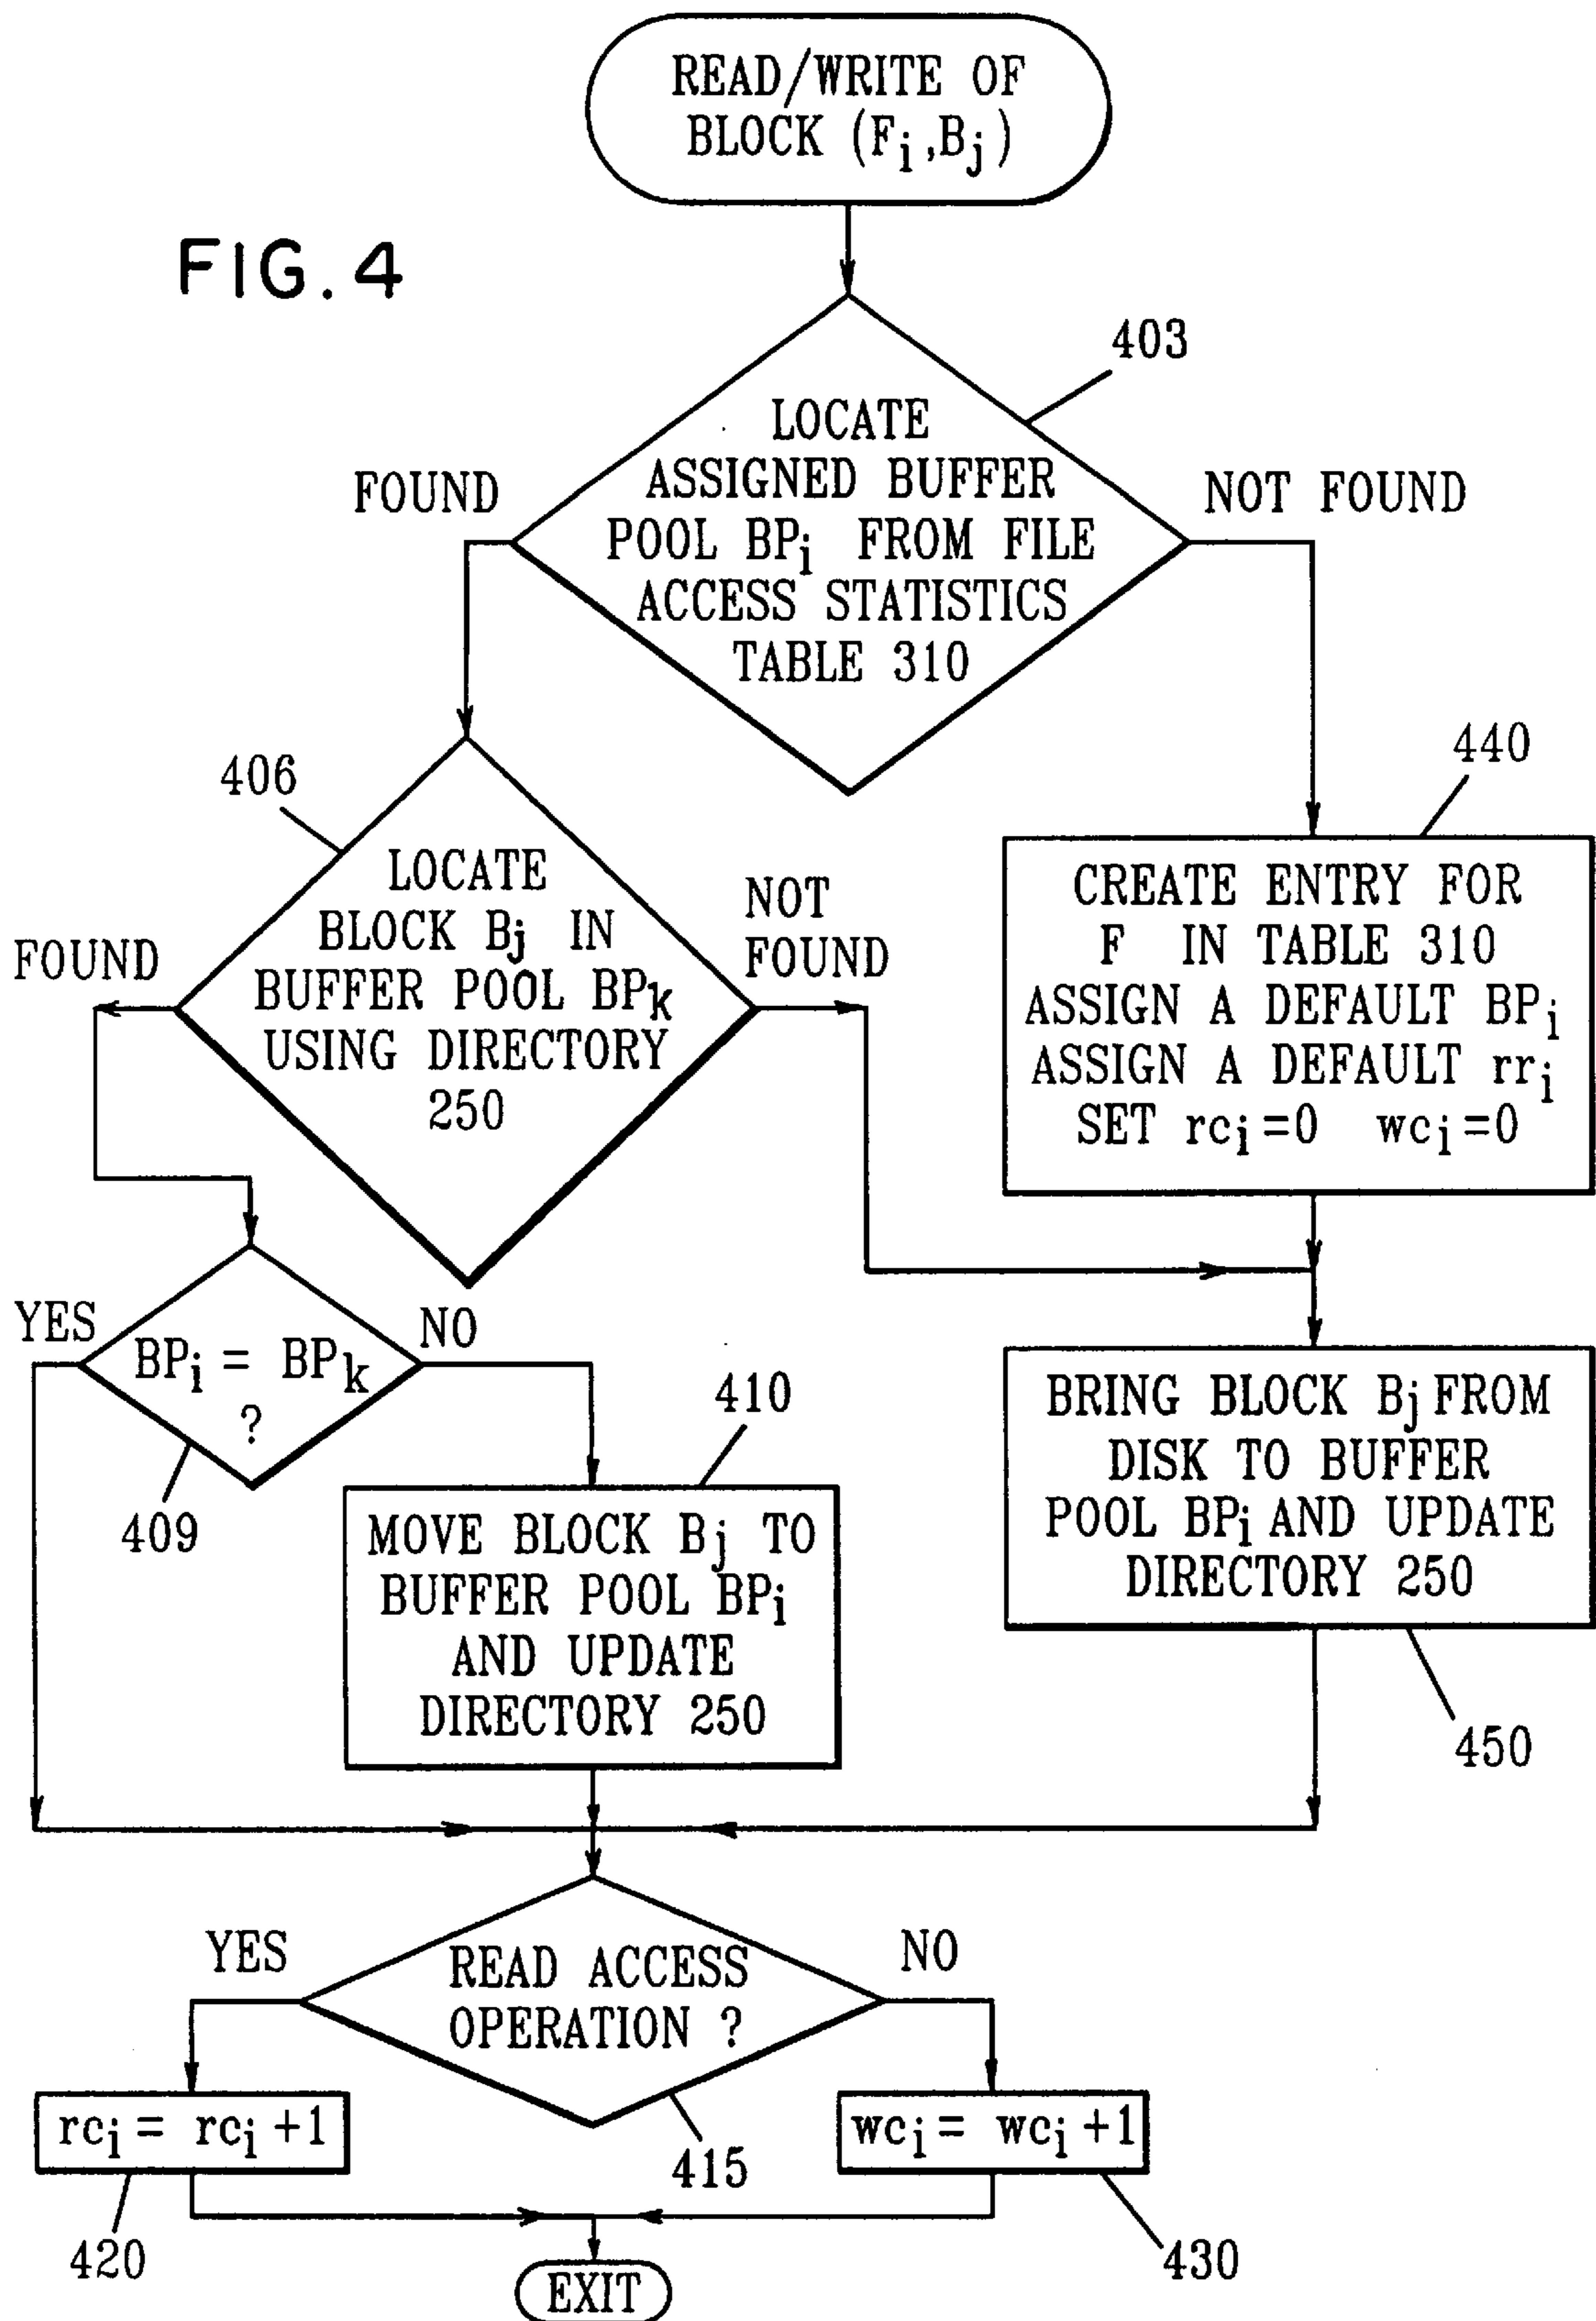 READ/WRITE OF
BLOCK (Fi,Bj)
FIG. 4
403
LOCATE
ASSIGNED BUFFER
POOL BPi FROM FILE
ACCESS STATISTICS
TABLE 310
FOUND
NOT FOUND
406
LOCATE
BLOCK Bj IN
BUFFER POOL BPk
USING DIRECTORY
250
FOUND
NOT
FOUND
440
CREATE ENTRY FOR
F IN TABLE 310
ASSIGN A DEFAULT BPi
ASSIGN A DEFAULT rri
SET rci=0 wci=0
YES
NO
BPi = BPk
?
409
410
MOVE BLOCK Bj TO
BUFFER POOL BPi
AND UPDATE
DIRECTORY 250
BRING BLOCK Bj FROM
DISK TO BUFFER
POOL BPi AND UPDATE
DIRECTORY 250
450
YES
NO
READ ACCESS
OPERATION ?
415
rci = rci +1
420
wci = wci +1
430
EXIT